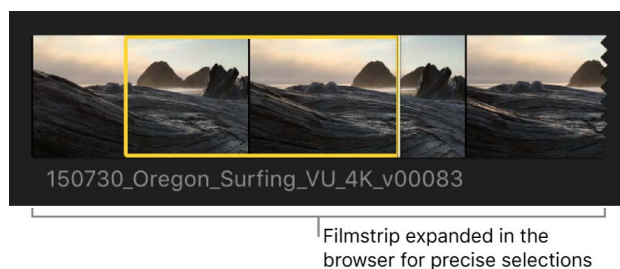 150730_Oregon_Surfing_VU_4K_v00083
Filmstrip expanded in the
browser for precise selections